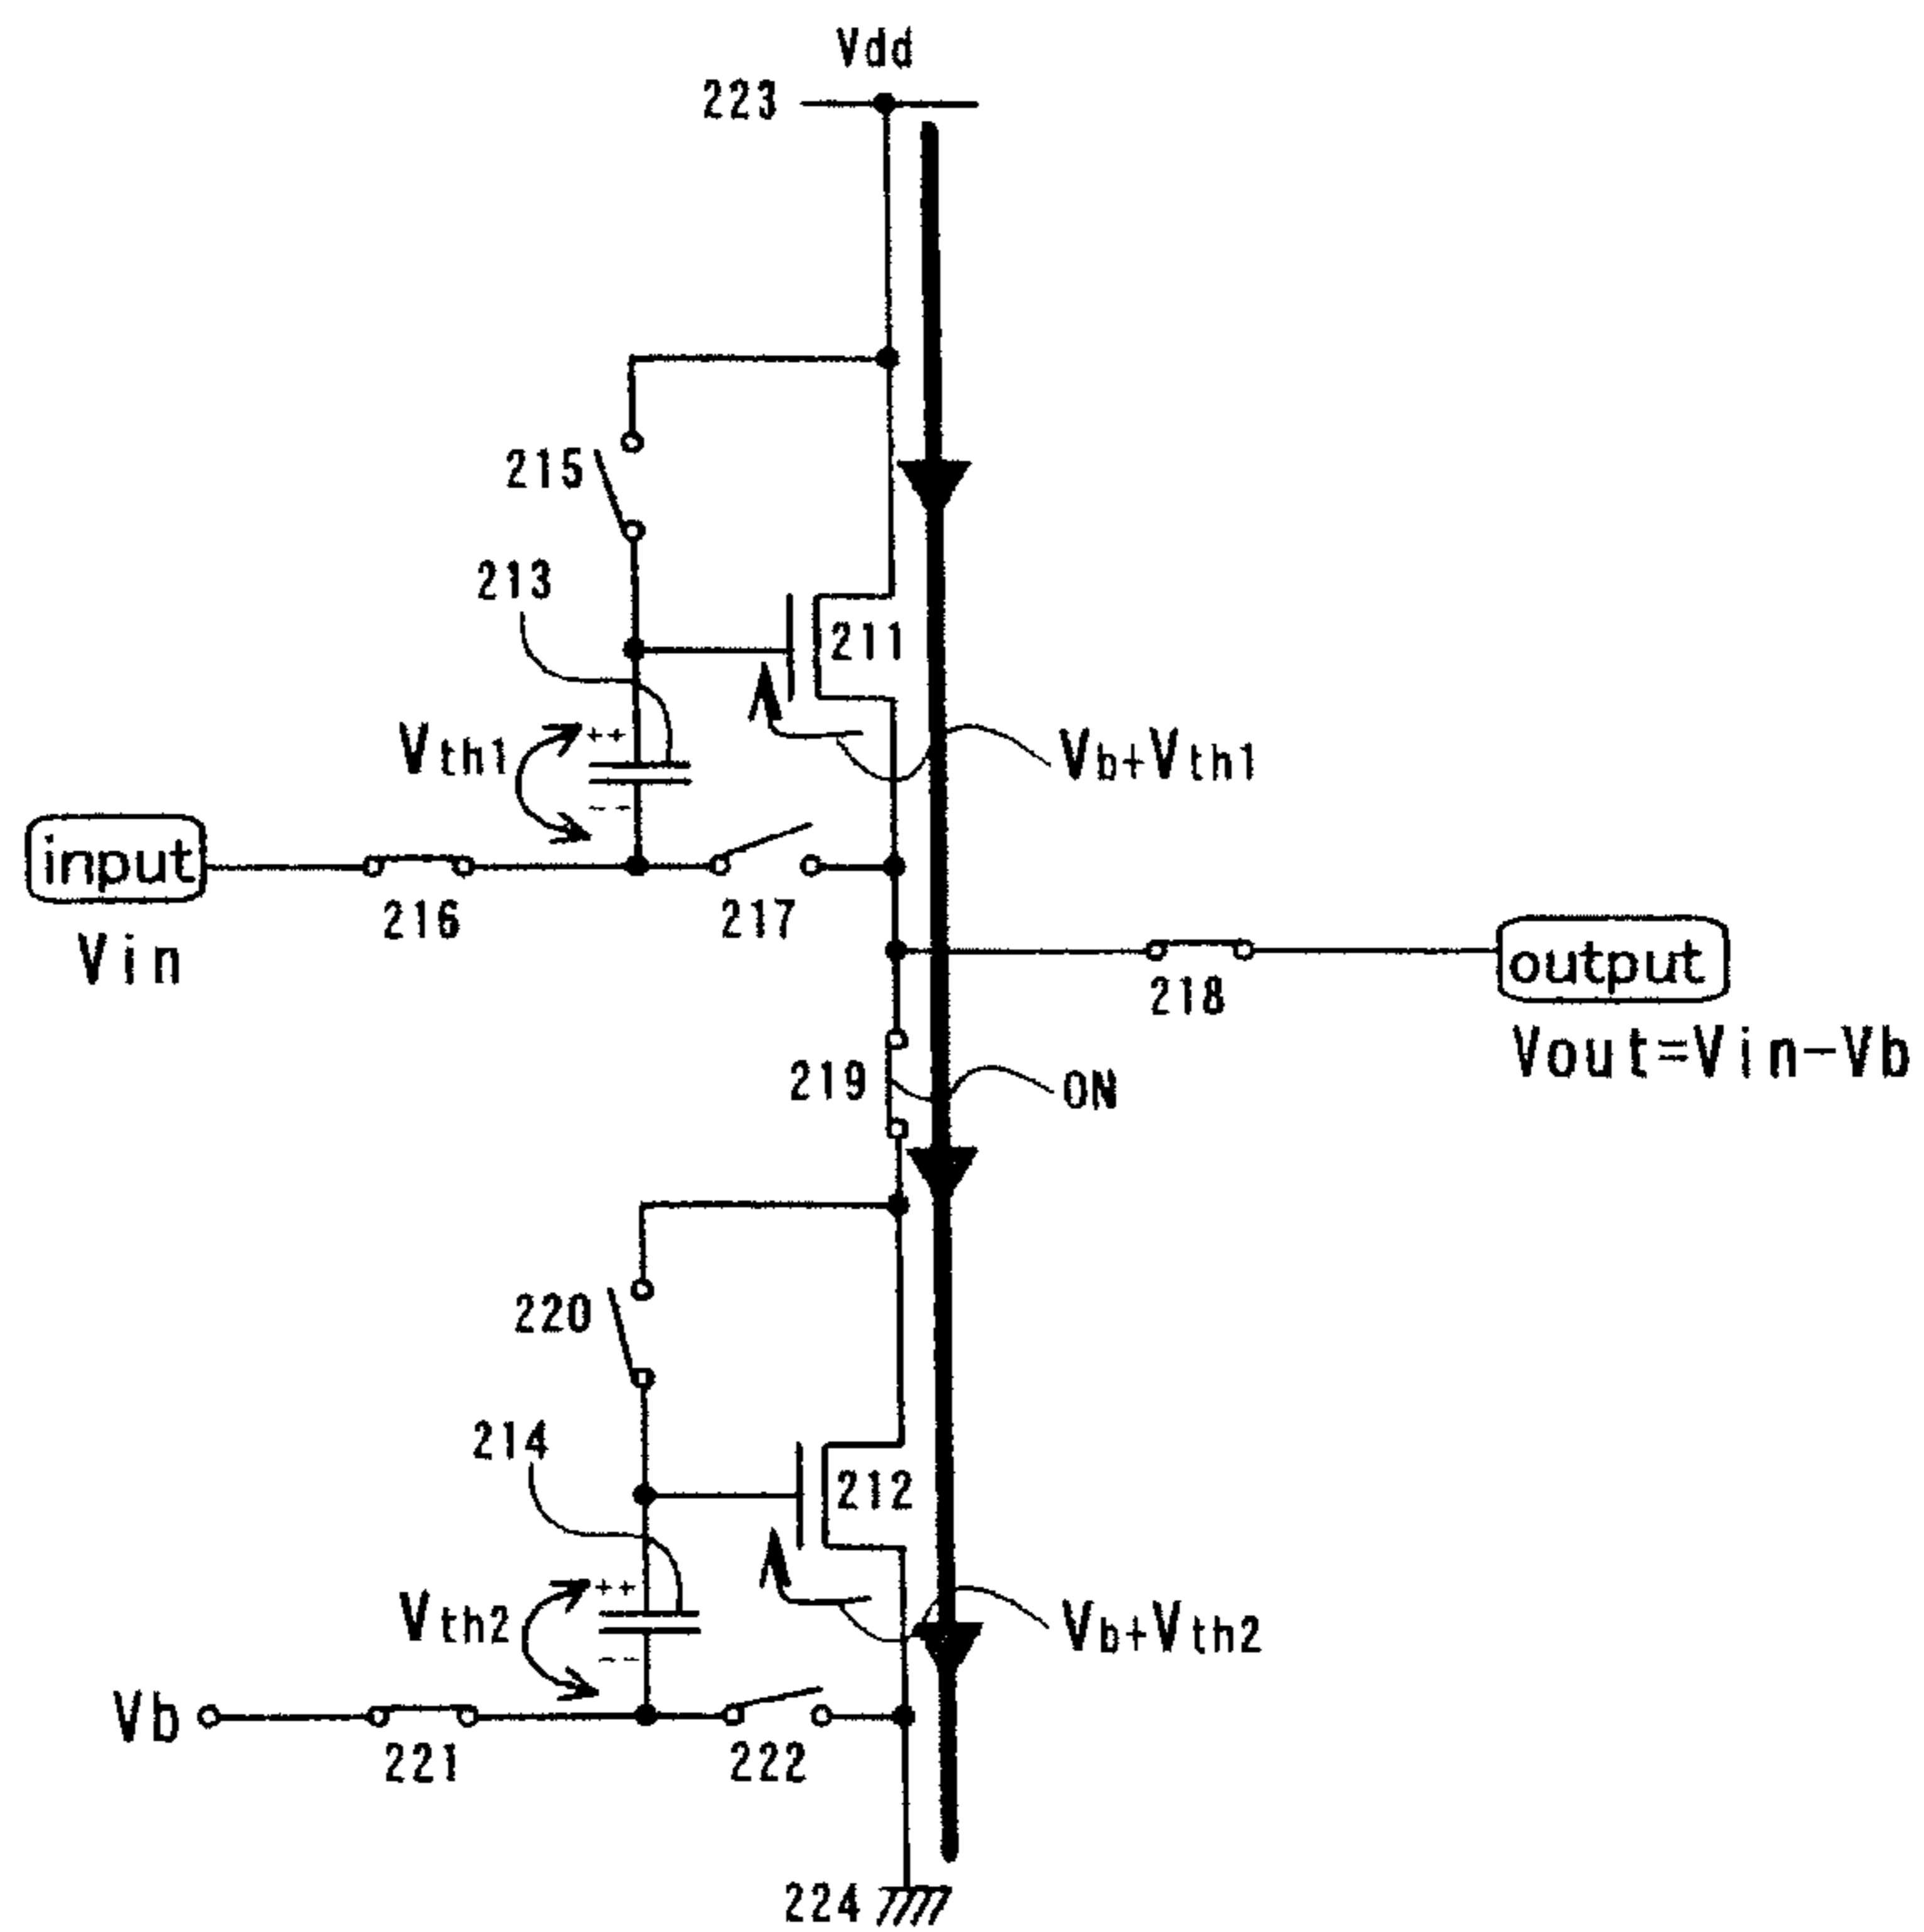 Vdd
223
215
213
211
++
Vth1
Vb+Vth1
--
input
216
217
Vin
output
218
Vout=Vin-Vb
219
ON
220
214
212
++
Vth2
Vb+Vth2
--
Vb
221
222
224